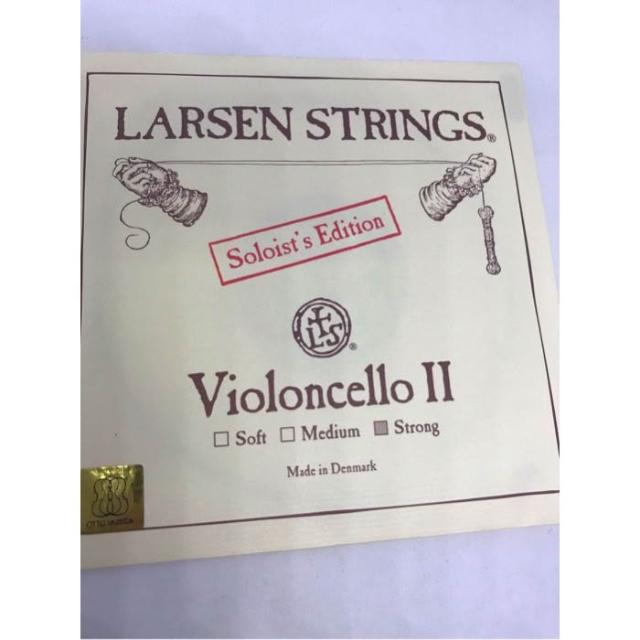 LARSEN STRINGS®
Soloist's Edition
LS®
Violoncello II
☐ Soft ☐ Medium ■ Strong
Made in Denmark